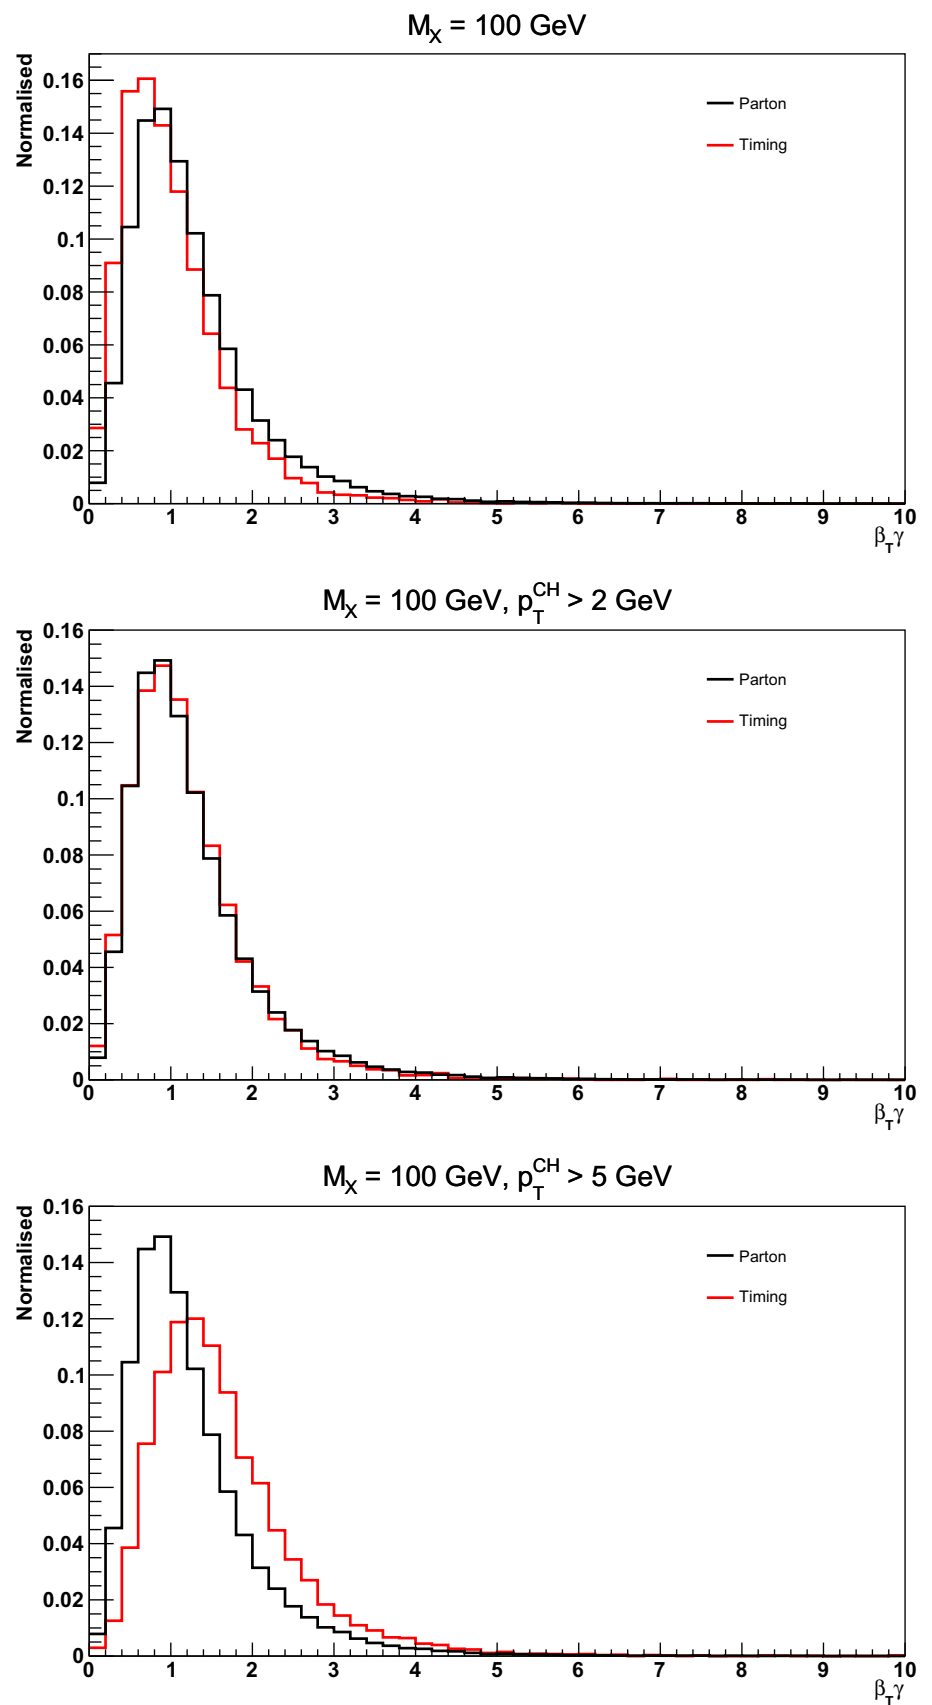 M_X = 100 GeV
Normalised
Parton
Timing
0.16
0.14
0.12
0.1
0.08
0.06
0.04
0.02
0
0 1 2 3 4 5 6 7 8 9 10
β_T γ
M_X = 100 GeV, p_T^CH > 2 GeV
Normalised
Parton
Timing
0.16
0.14
0.12
0.1
0.08
0.06
0.04
0.02
0
0 1 2 3 4 5 6 7 8 9 10
β_T γ
M_X = 100 GeV, p_T^CH > 5 GeV
Normalised
Parton
Timing
0.16
0.14
0.12
0.1
0.08
0.06
0.04
0.02
0
0 1 2 3 4 5 6 7 8 9 10
β_T γ